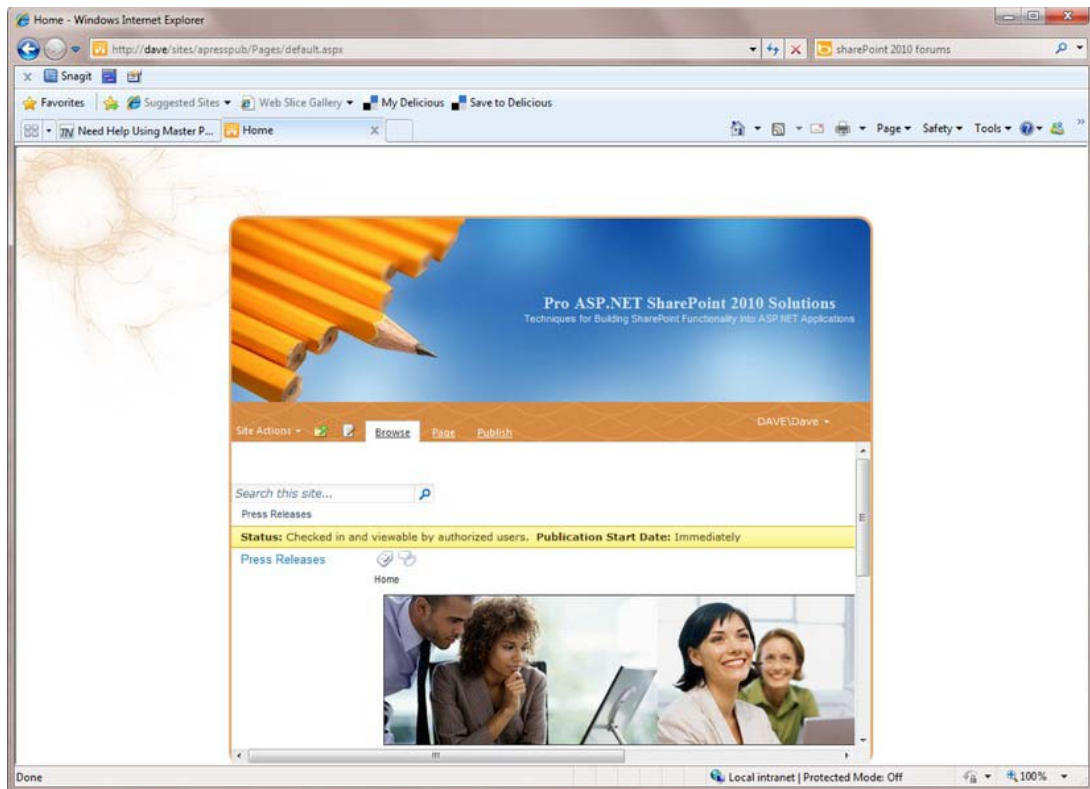 Home - Windows Internet Explorer
http://dave/sites/apresspub/Pages/default.aspx
sharePoint 2010 forums
x Snagit
Favorites Suggested Sites Web Slice Gallery My Delicious Save to Delicious
TN Need Help Using Master P... Home X Page Safety Tools »
Pro ASP.NET SharePoint 2010 Solutions
Techniques for Building SharePoint Functionality Into ASP.NET Applications
Site Actions Browse Page Publish DAVE\Dave
Search this site...
Press Releases
Status: Checked in and viewable by authorized users. Publication Start Date: Immediately
Press Releases
Home
Done Local intranet | Protected Mode: Off 100%